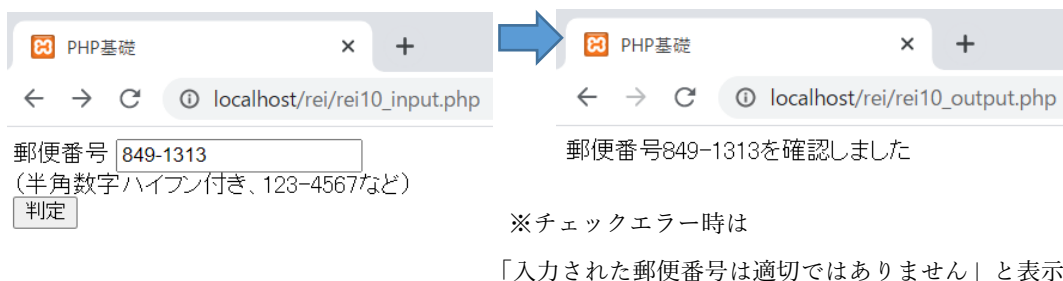 PHP基礎
localhost/rei/rei10_input.php
郵便番号 849-1313
（半角数字ハイフン付き、123-4567など）
判定
PHP基礎
localhost/rei/rei10_output.php
郵便番号849-1313を確認しました
※チェックエラー時は
「入力された郵便番号は適切ではありません」と表示